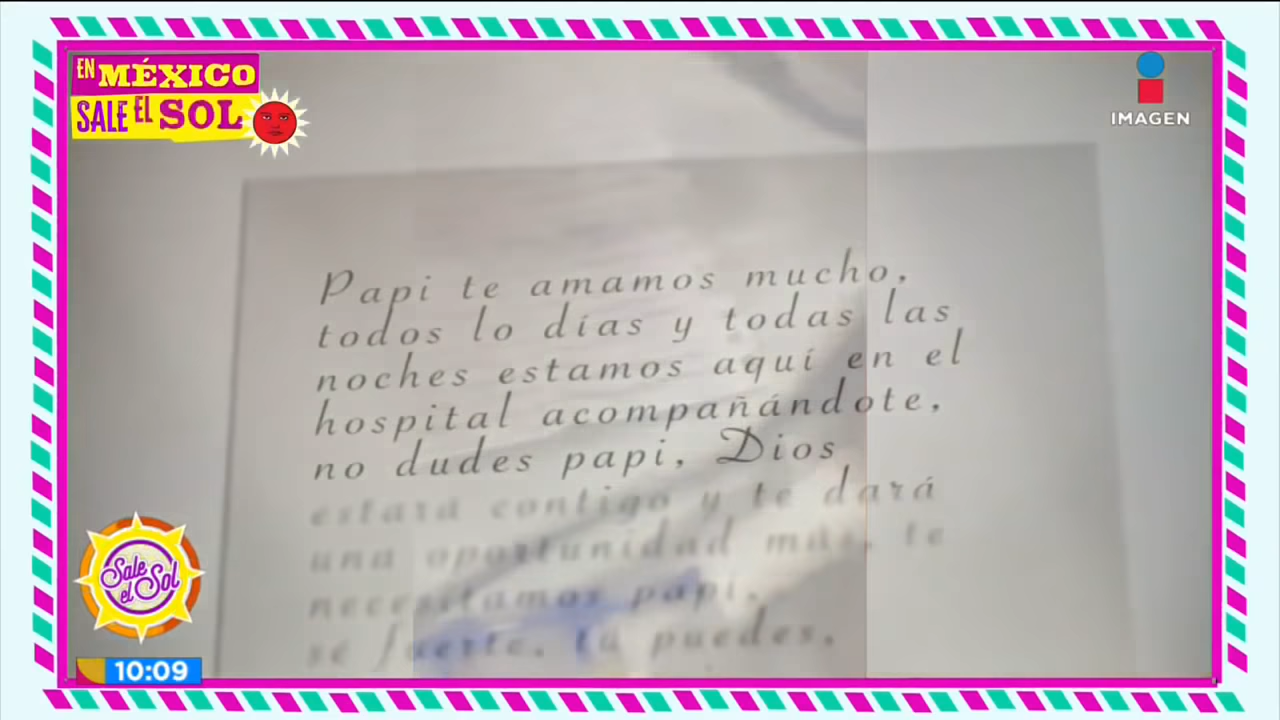 EN MÉXICO
SALE EL SOL
IMAGEN
Papi te amamos mucho,
todos lo días y todas las
noches estamos aquí en el
hospital acompañándote,
no dudes papi, Dios
estará contigo y te dará
una oportunidad más, te
necesitamos papi,
sé fuerte, tú puedes.
Sale
el Sol
10:09